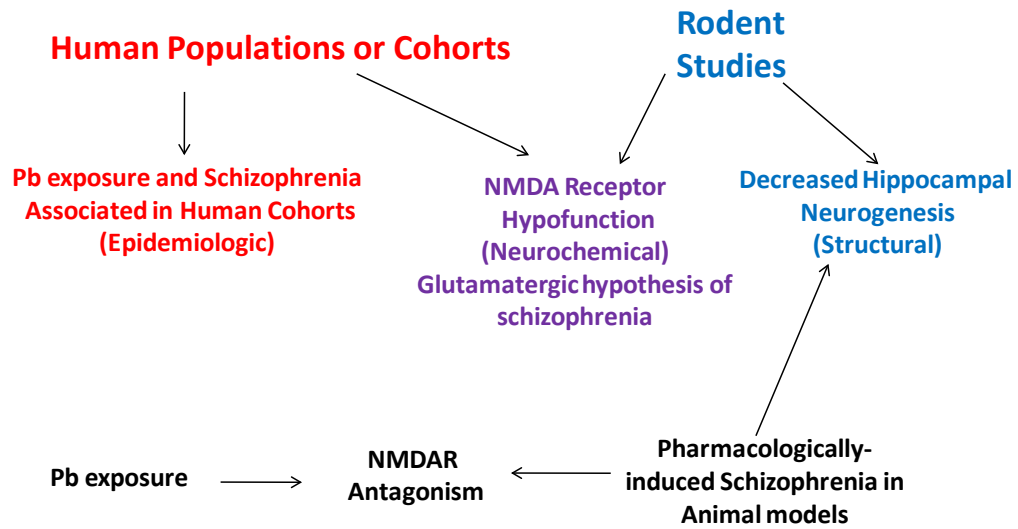 Human Populations or Cohorts
Rodent
Studies
Pb exposure and Schizophrenia
Associated in Human Cohorts
(Epidemiologic)
NMDA Receptor
Hypofunction
(Neurochemical)
Glutamatergic hypothesis of
schizophrenia
Decreased Hippocampal
Neurogenesis
(Structural)
Pb exposure
NMDAR
Antagonism
Pharmacologically-
induced Schizophrenia in
Animal models